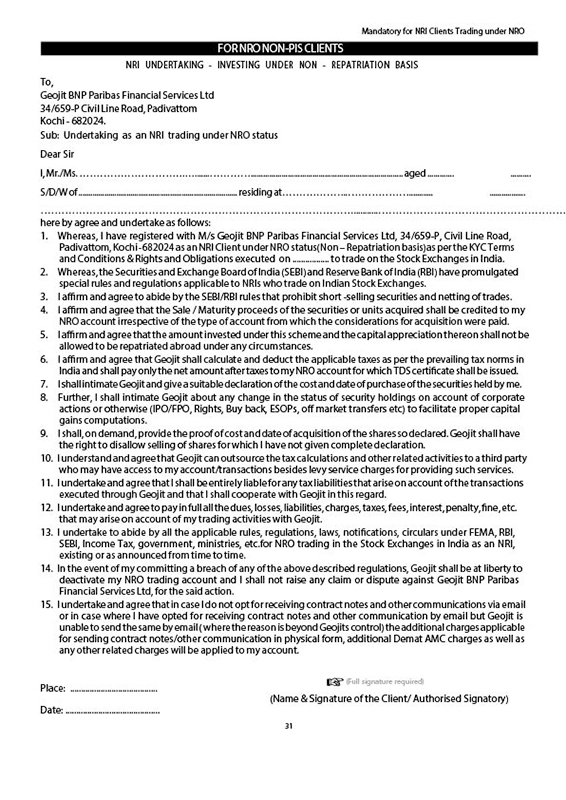 Mandatory for NRI Clients Trading under NRO
FOR NRO NON-PIS CLIENTS
NRI UNDERTAKING - INVESTING UNDER NON - REPATRIATION BASIS
To,
Geojit BNP Paribas Financial Services Ltd
34/659-P Civil Line Road, Padivattom
Kochi - 682024.
Sub: Undertaking as an NRI trading under NRO status
Dear Sir
I, Mr./Ms. ........................................................................ aged ............. ..........
S/D/W of ................................................................ residing at ................................................ .................
........................................................................................................................
here by agree and undertake as follows:
1. Whereas, I have registered with M/s Geojit BNP Paribas Financial Services Ltd, 34/659-P, Civil Line Road,
Padivattom, Kochi -682024 as an NRI Client under NRO status(Non – Repatriation basis)as per the KYC Terms
and Conditions & Rights and Obligations executed on ................. to trade on the Stock Exchanges in India.
2. Whereas, the Securities and Exchange Board of India (SEBI) and Reserve Bank of India (RBI) have promulgated
special rules and regulations applicable to NRIs who trade on Indian Stock Exchanges.
3. I affirm and agree to abide by the SEBI/RBI rules that prohibit short -selling securities and netting of trades.
4. I affirm and agree that the Sale / Maturity proceeds of the securities or units acquired shall be credited to my
NRO account irrespective of the type of account from which the considerations for acquisition were paid.
5. I affirm and agree that the amount invested under this scheme and the capital appreciation thereon shall not be
allowed to be repatriated abroad under any circumstances.
6. I affirm and agree that Geojit shall calculate and deduct the applicable taxes as per the prevailing tax norms in
India and shall pay only the net amount after taxes to my NRO account for which TDS certificate shall be issued.
7. I shall intimate Geojit and give a suitable declaration of the cost and date of purchase of the securities held by me.
8. Further, I shall intimate Geojit about any change in the status of security holdings on account of corporate
actions or otherwise (IPO/FPO, Rights, Buy back, ESOPs, off market transfers etc) to facilitate proper capital
gains computations.
9. I shall, on demand, provide the proof of cost and date of acquisition of the shares so declared. Geojit shall have
the right to disallow selling of shares for which I have not given complete declaration.
10. I understand and agree that Geojit can outsource the tax calculations and other related activities to a third party
who may have access to my account/transactions besides levy service charges for providing such services.
11. I undertake and agree that I shall be entirely liable for any tax liabilities that arise on account of the transactions
executed through Geojit and that I shall cooperate with Geojit in this regard.
12. I undertake and agree to pay in full all the dues, losses, liabilities, charges, taxes, fees, interest, penalty, fine, etc.
that may arise on account of my trading activities with Geojit.
13. I undertake to abide by all the applicable rules, regulations, laws, notifications, circulars under FEMA, RBI,
SEBI, Income Tax, government, ministries, etc.for NRO trading in the Stock Exchanges in India as an NRI,
existing or as announced from time to time.
14. In the event of my committing a breach of any of the above described regulations, Geojit shall be at liberty to
deactivate my NRO trading account and I shall not raise any claim or dispute against Geojit BNP Paribas
Financial Services Ltd, for the said action.
15. I undertake and agree that in case I do not opt for receiving contract notes and other communications via email
or in case where I have opted for receiving contract notes and other communication by email but Geojit is
unable to send the same by email ( where the reason is beyond Geojits control) the additional charges applicable
for sending contract notes/other communication in physical form, additional Demat AMC charges as well as
any other related charges will be applied to my account.
Place: ..................................
(Full signature required)
(Name & Signature of the Client/ Authorised Signatory)
Date: .....................................
31